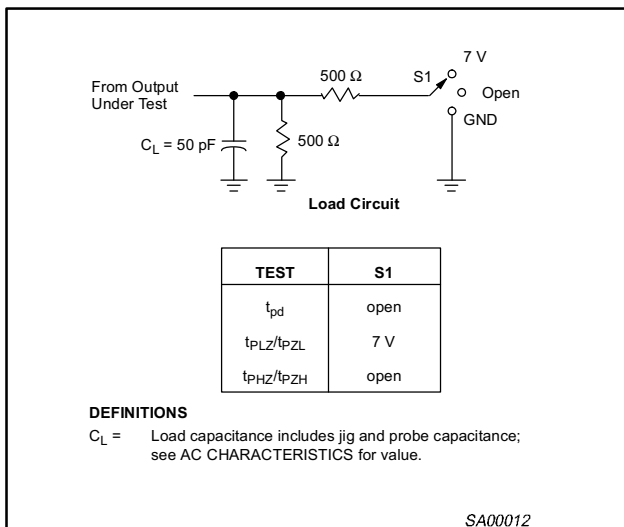 7 V
500 Ω
S1
From Output
Under Test
Open
GND
C_L = 50 pF
500 Ω
Load Circuit
TEST S1
t_pd open
t_PLZ/t_PZL 7 V
t_PHZ/t_PZH open
DEFINITIONS
C_L = Load capacitance includes jig and probe capacitance;
see AC CHARACTERISTICS for value.
SA00012